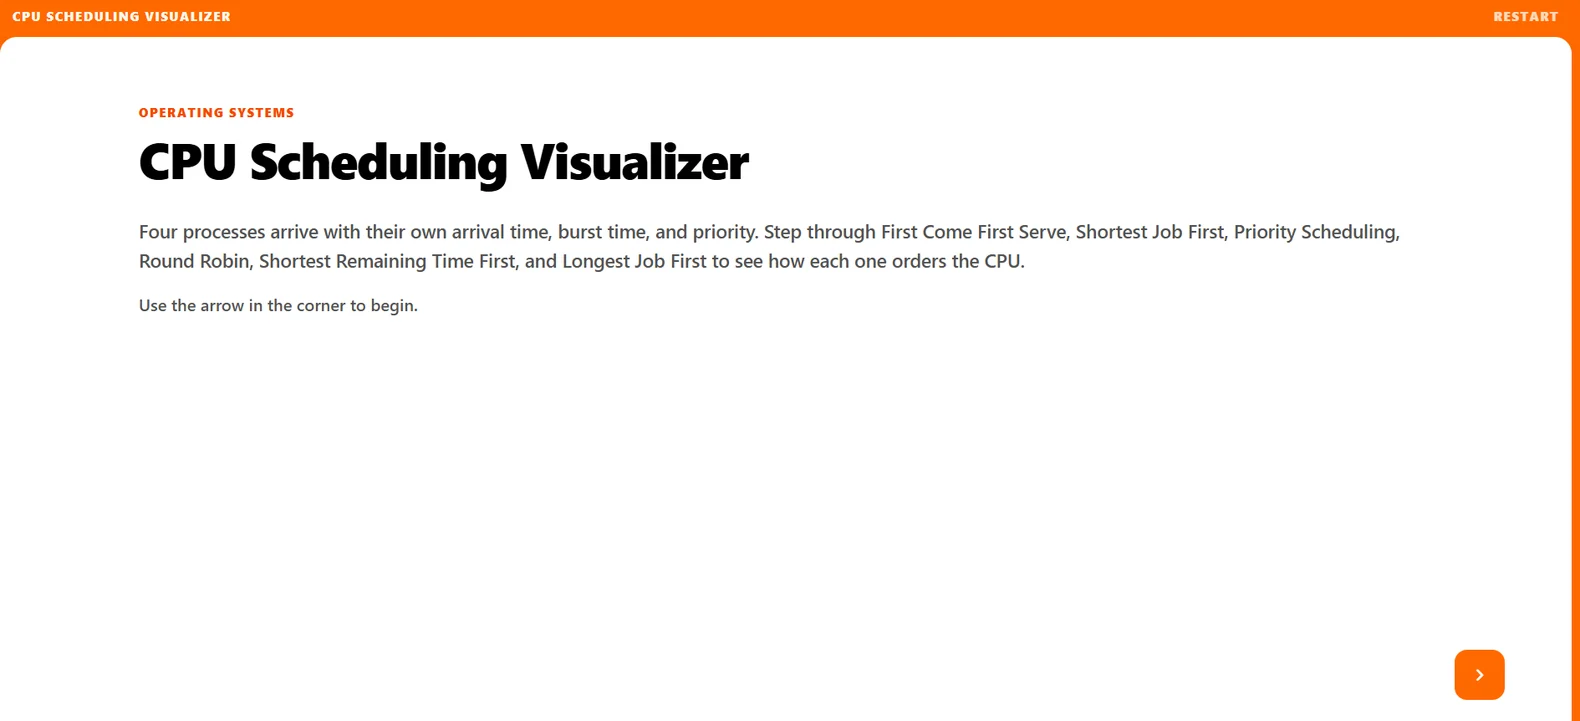 CPU SCHEDULING VISUALIZER
RESTART
OPERATING SYSTEMS
CPU Scheduling Visualizer
Four processes arrive with their own arrival time, burst time, and priority. Step through First Come First Serve, Shortest Job First, Priority Scheduling,
Round Robin, Shortest Remaining Time First, and Longest Job First to see how each one orders the CPU.
Use the arrow in the corner to begin.